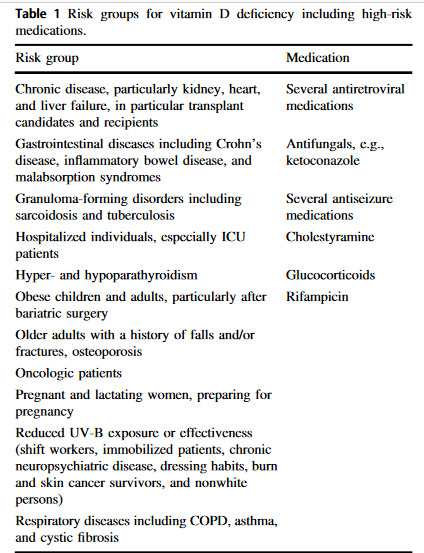 Table 1 Risk groups for vitamin D deficiency including high-risk
medications.
Risk group Medication
Chronic disease, particularly kidney, heart, Several antiretroviral
and liver failure, in particular transplant medications
candidates and recipients
Gastrointestinal diseases including Crohn's Antifungals, e.g.,
disease, inflammatory bowel disease, and ketoconazole
malabsorption syndromes
Granuloma-forming disorders including Several antiseizure
sarcoidosis and tuberculosis medications
Hospitalized individuals, especially ICU Cholestyramine
patients
Hyper- and hypoparathyroidism Glucocorticoids
Obese children and adults, particularly after Rifampicin
bariatric surgery
Older adults with a history of falls and/or
fractures, osteoporosis
Oncologic patients
Pregnant and lactating women, preparing for
pregnancy
Reduced UV-B exposure or effectiveness
(shift workers, immobilized patients, chronic
neuropsychiatric disease, dressing habits, burn
and skin cancer survivors, and nonwhite
persons)
Respiratory diseases including COPD, asthma,
and cystic fibrosis